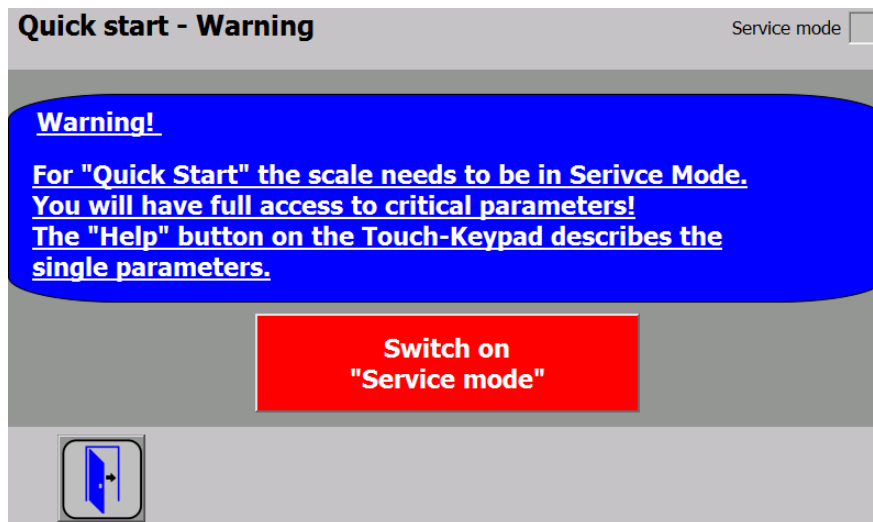 Quick start - Warning
Service mode
Warning!
For "Quick Start" the scale needs to be in Serivce Mode.
You will have full access to critical parameters!
The "Help" button on the Touch-Keypad describes the
single parameters.
Switch on
"Service mode"